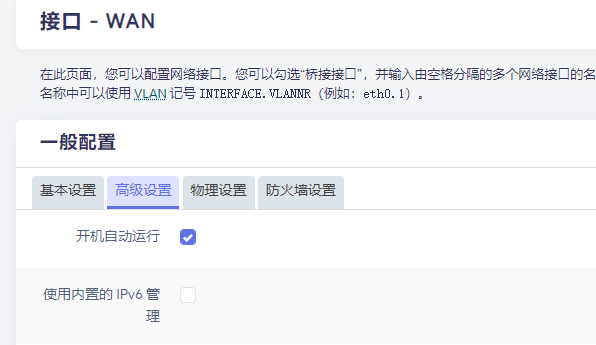 接口 - WAN
在此页面，您可以配置网络接口。您可以勾选“桥接接口”，并输入由空格分隔的多个网络接口的名
名称中可以使用 VLAN 记号 INTERFACE.VLANNR（例如：eth0.1）。
一般配置
基本设置 高级设置 物理设置 防火墙设置
开机自动运行
使用内置的 IPv6 管
理